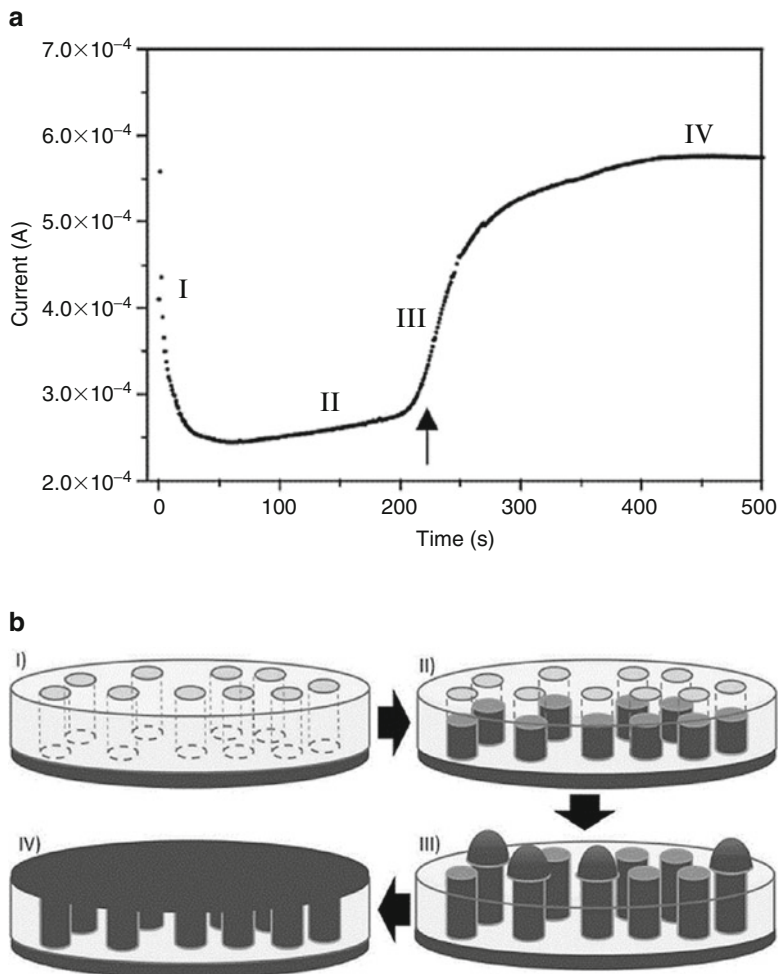 a
7.0×10⁻⁴
6.0×10⁻⁴
5.0×10⁻⁴
4.0×10⁻⁴
3.0×10⁻⁴
2.0×10⁻⁴
Current (A)
I
II
III
IV
0
100
200
300
400
500
Time (s)
b
I)
II)
IV)
III)